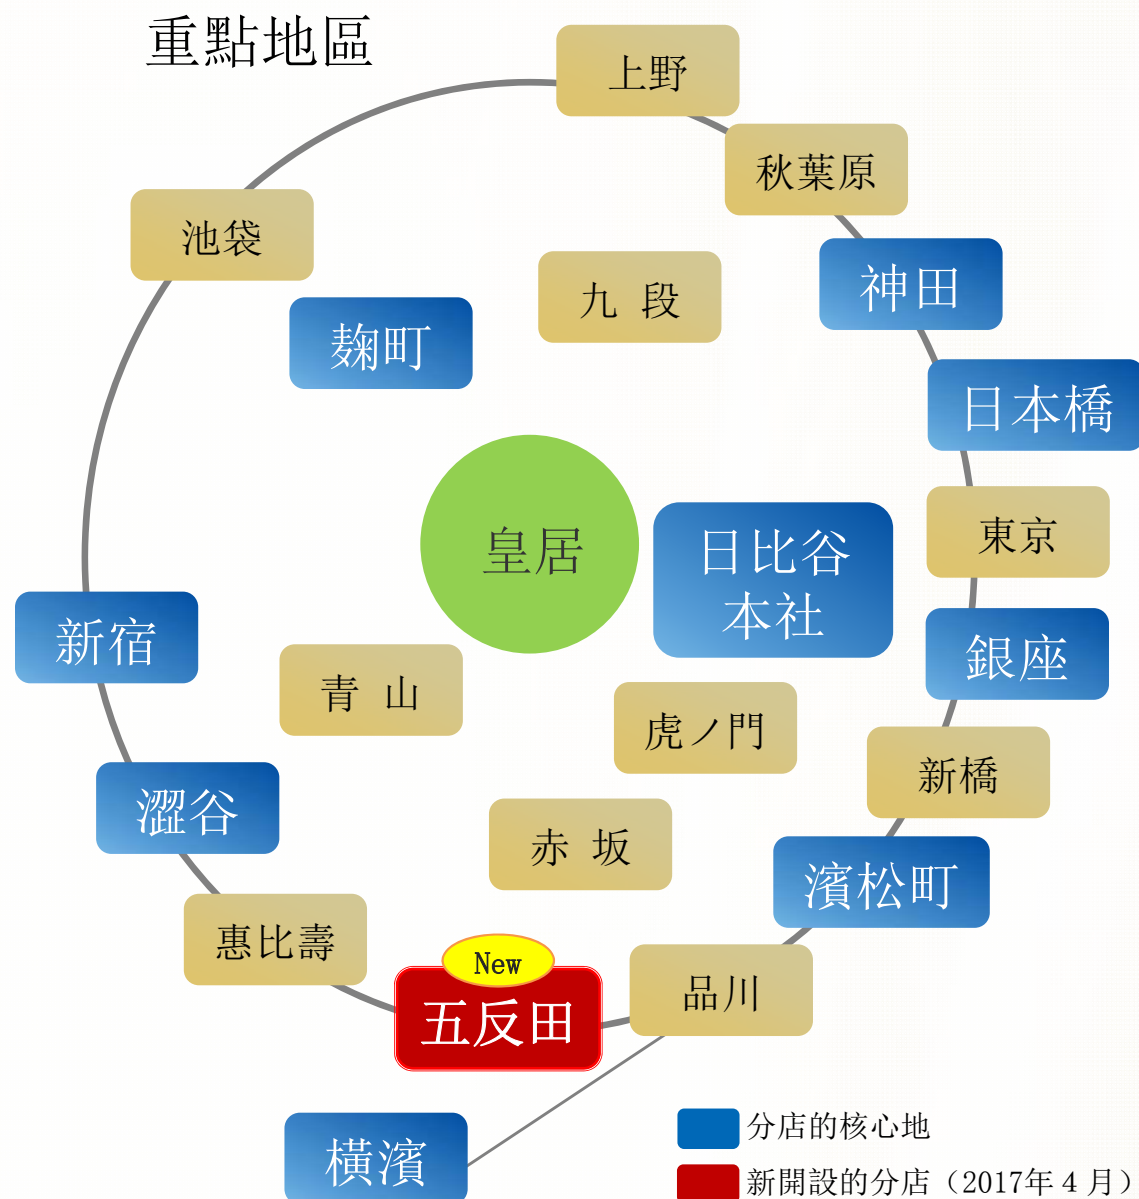 重點地區
上野
秋葉原
池袋
九 段
神田
麹町
日本橋
東京
皇居
日比谷
本社
新宿
銀座
青 山
虎ノ門
新橋
澀谷
赤 坂
濱松町
惠比壽
New
五反田
品川
橫濱
分店的核心地
新開設的分店（2017年４月）